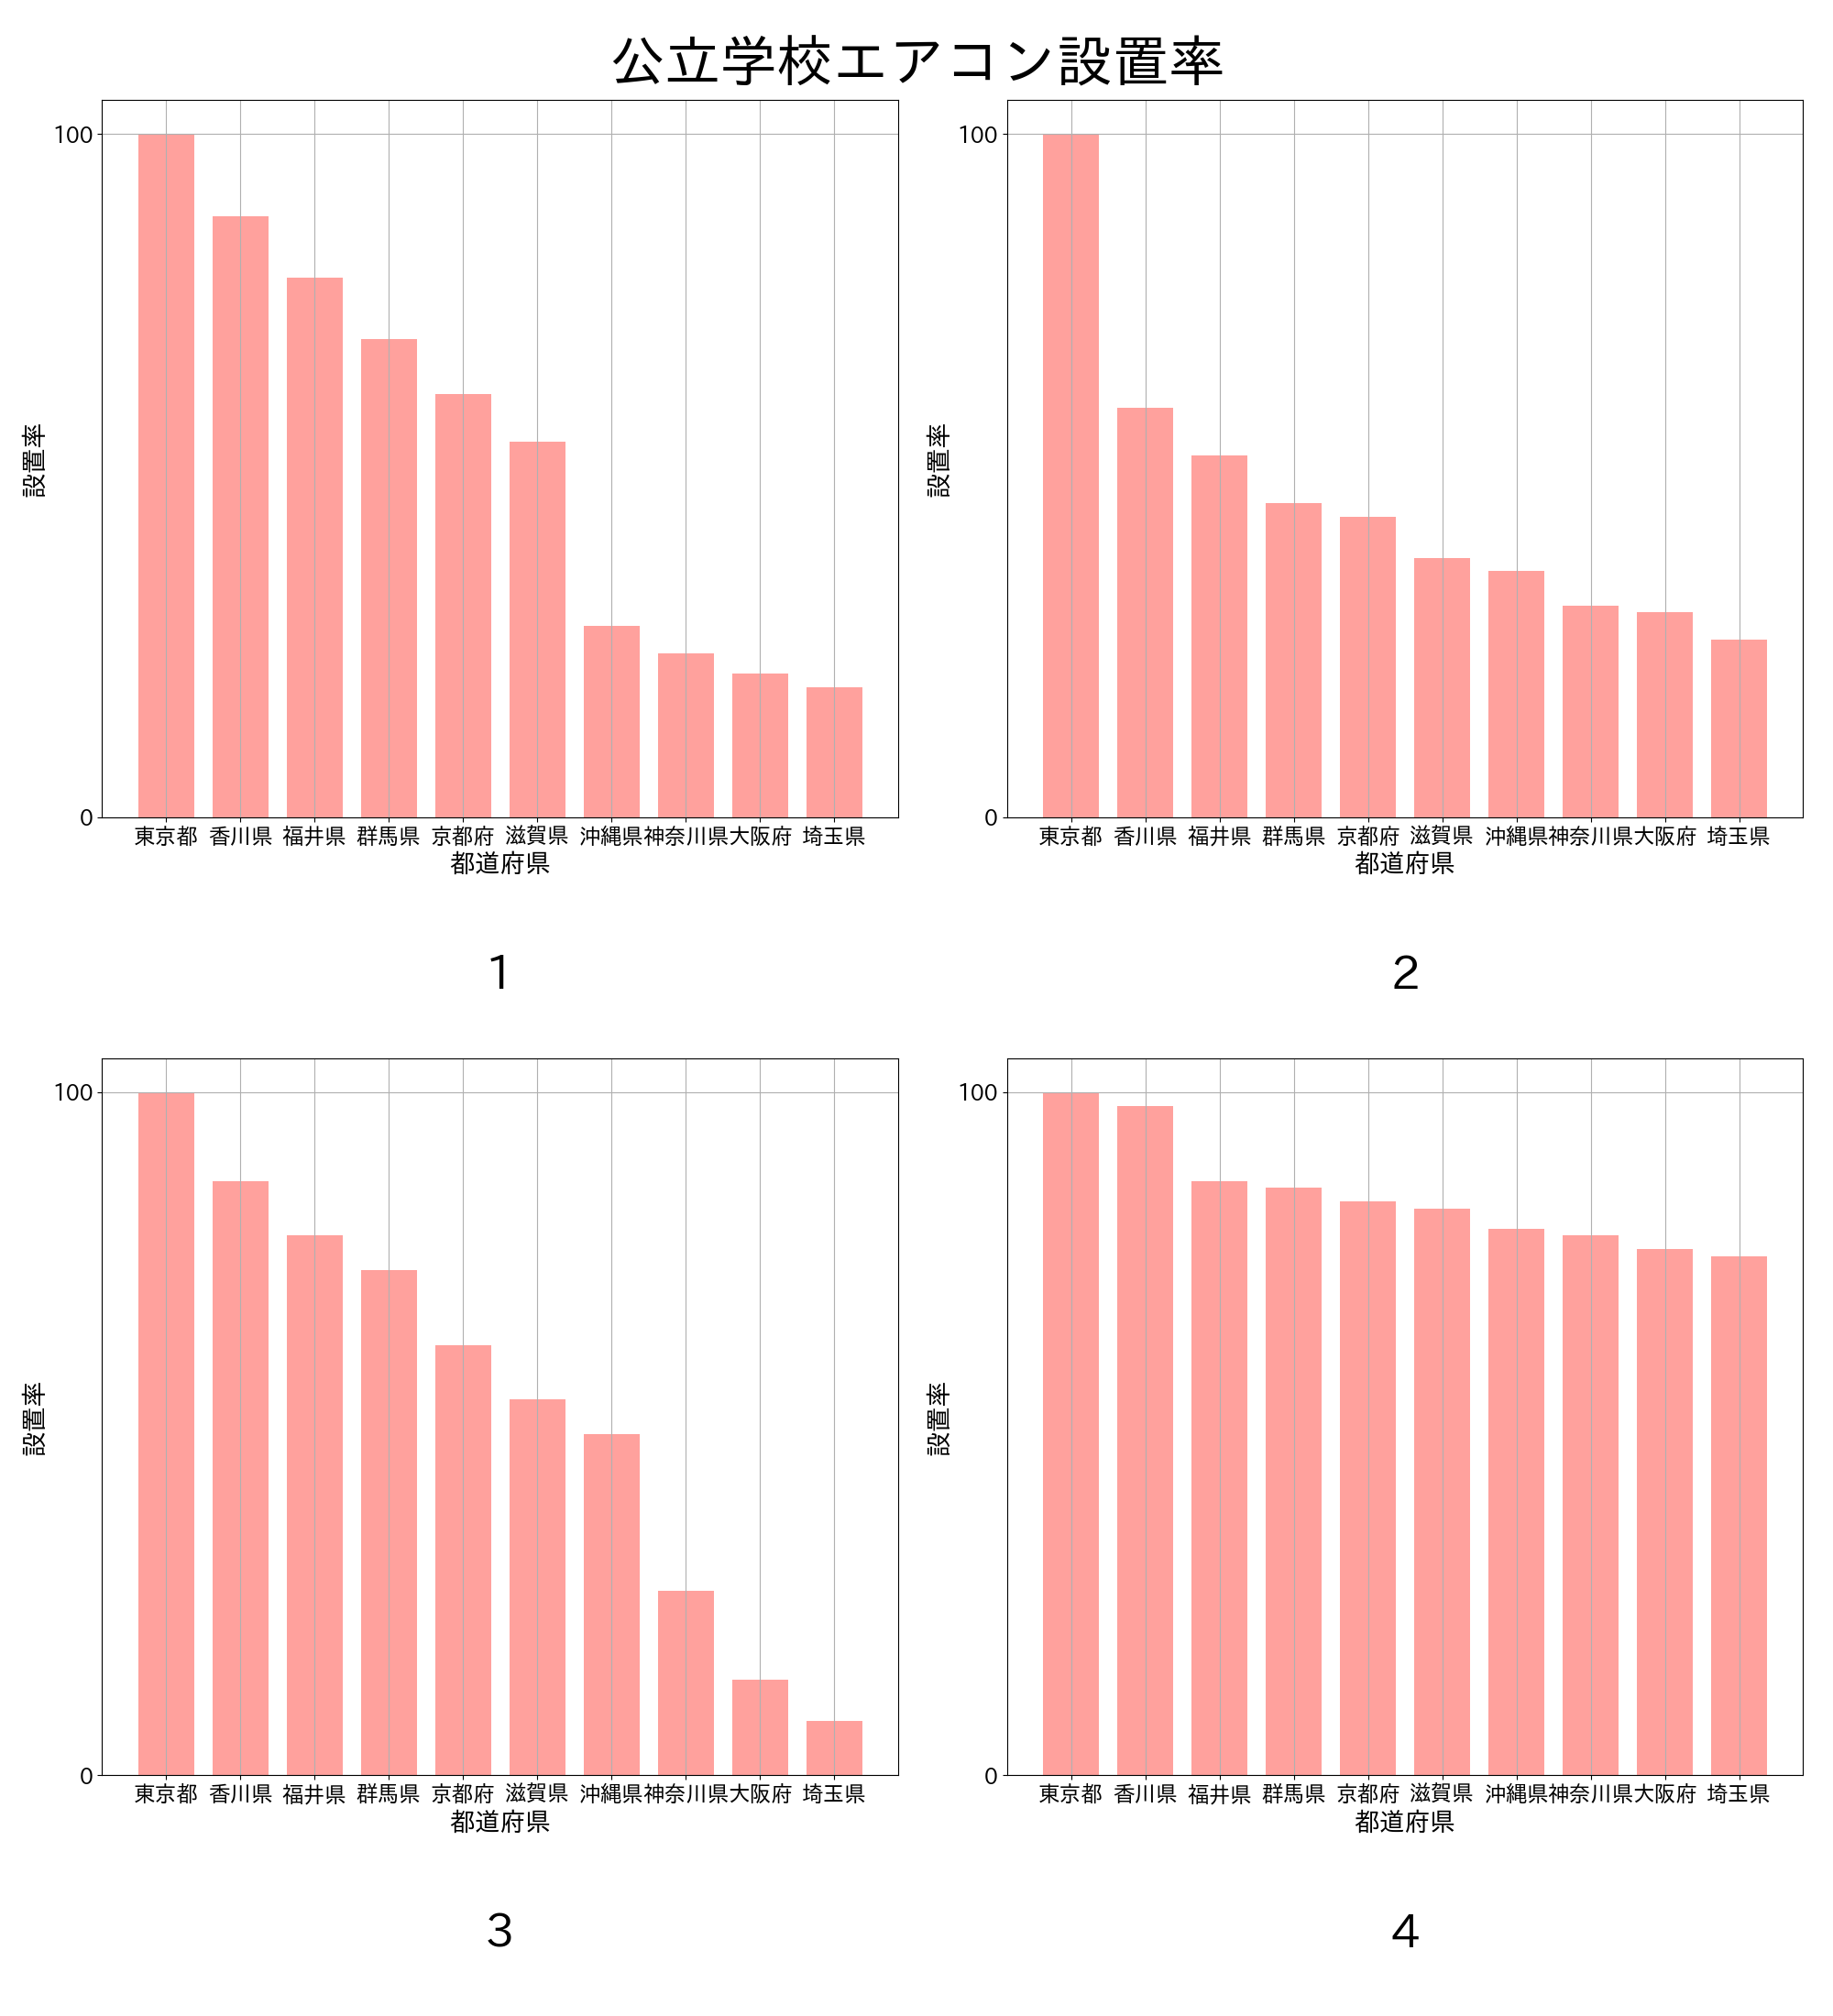 公立学校エアコン設置率
100
設置率
0
東京都 香川県 福井県 群馬県 京都府 滋賀県 沖縄県 神奈川県 大阪府 埼玉県
都道府県
1
100
設置率
0
東京都 香川県 福井県 群馬県 京都府 滋賀県 沖縄県 神奈川県 大阪府 埼玉県
都道府県
2
100
設置率
0
東京都 香川県 福井県 群馬県 京都府 滋賀県 沖縄県 神奈川県 大阪府 埼玉県
都道府県
3
100
設置率
0
東京都 香川県 福井県 群馬県 京都府 滋賀県 沖縄県 神奈川県 大阪府 埼玉県
都道府県
4